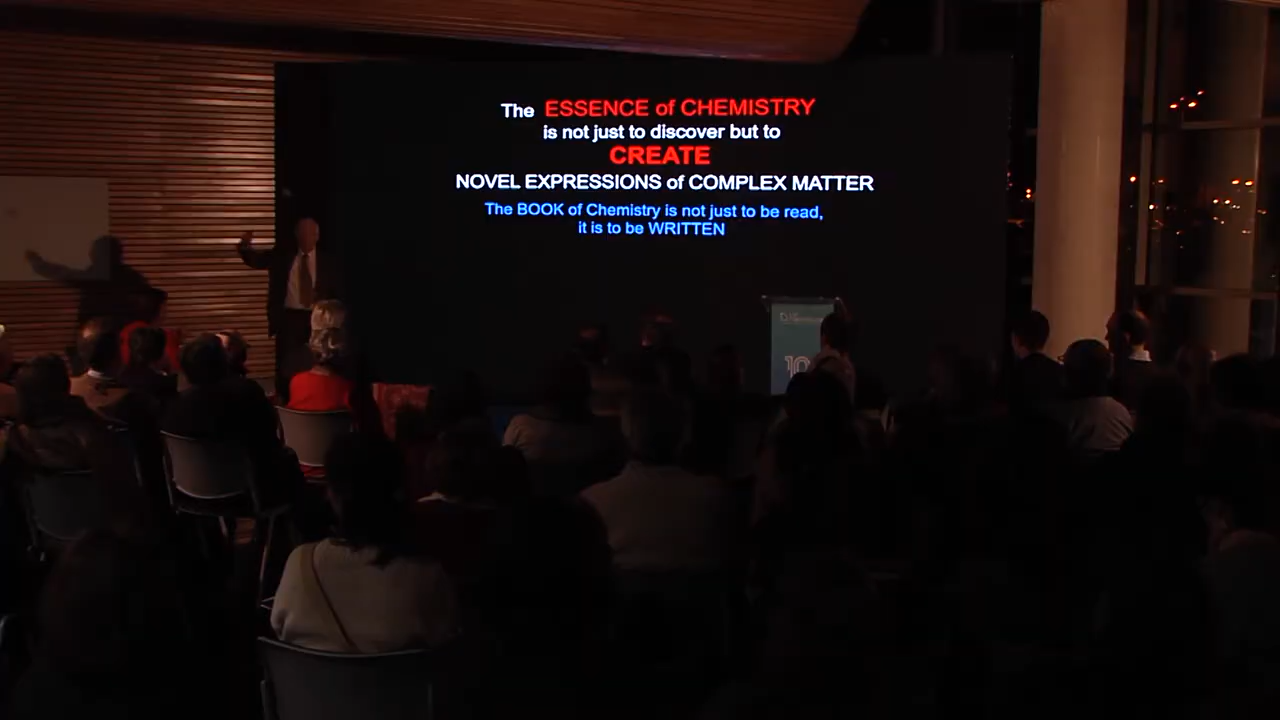 The ESSENCE of CHEMISTRY
is not just to discover but to
CREATE
NOVEL EXPRESSIONS of COMPLEX MATTER
The BOOK of Chemistry is not just to be read,
it is to be WRITTEN
10